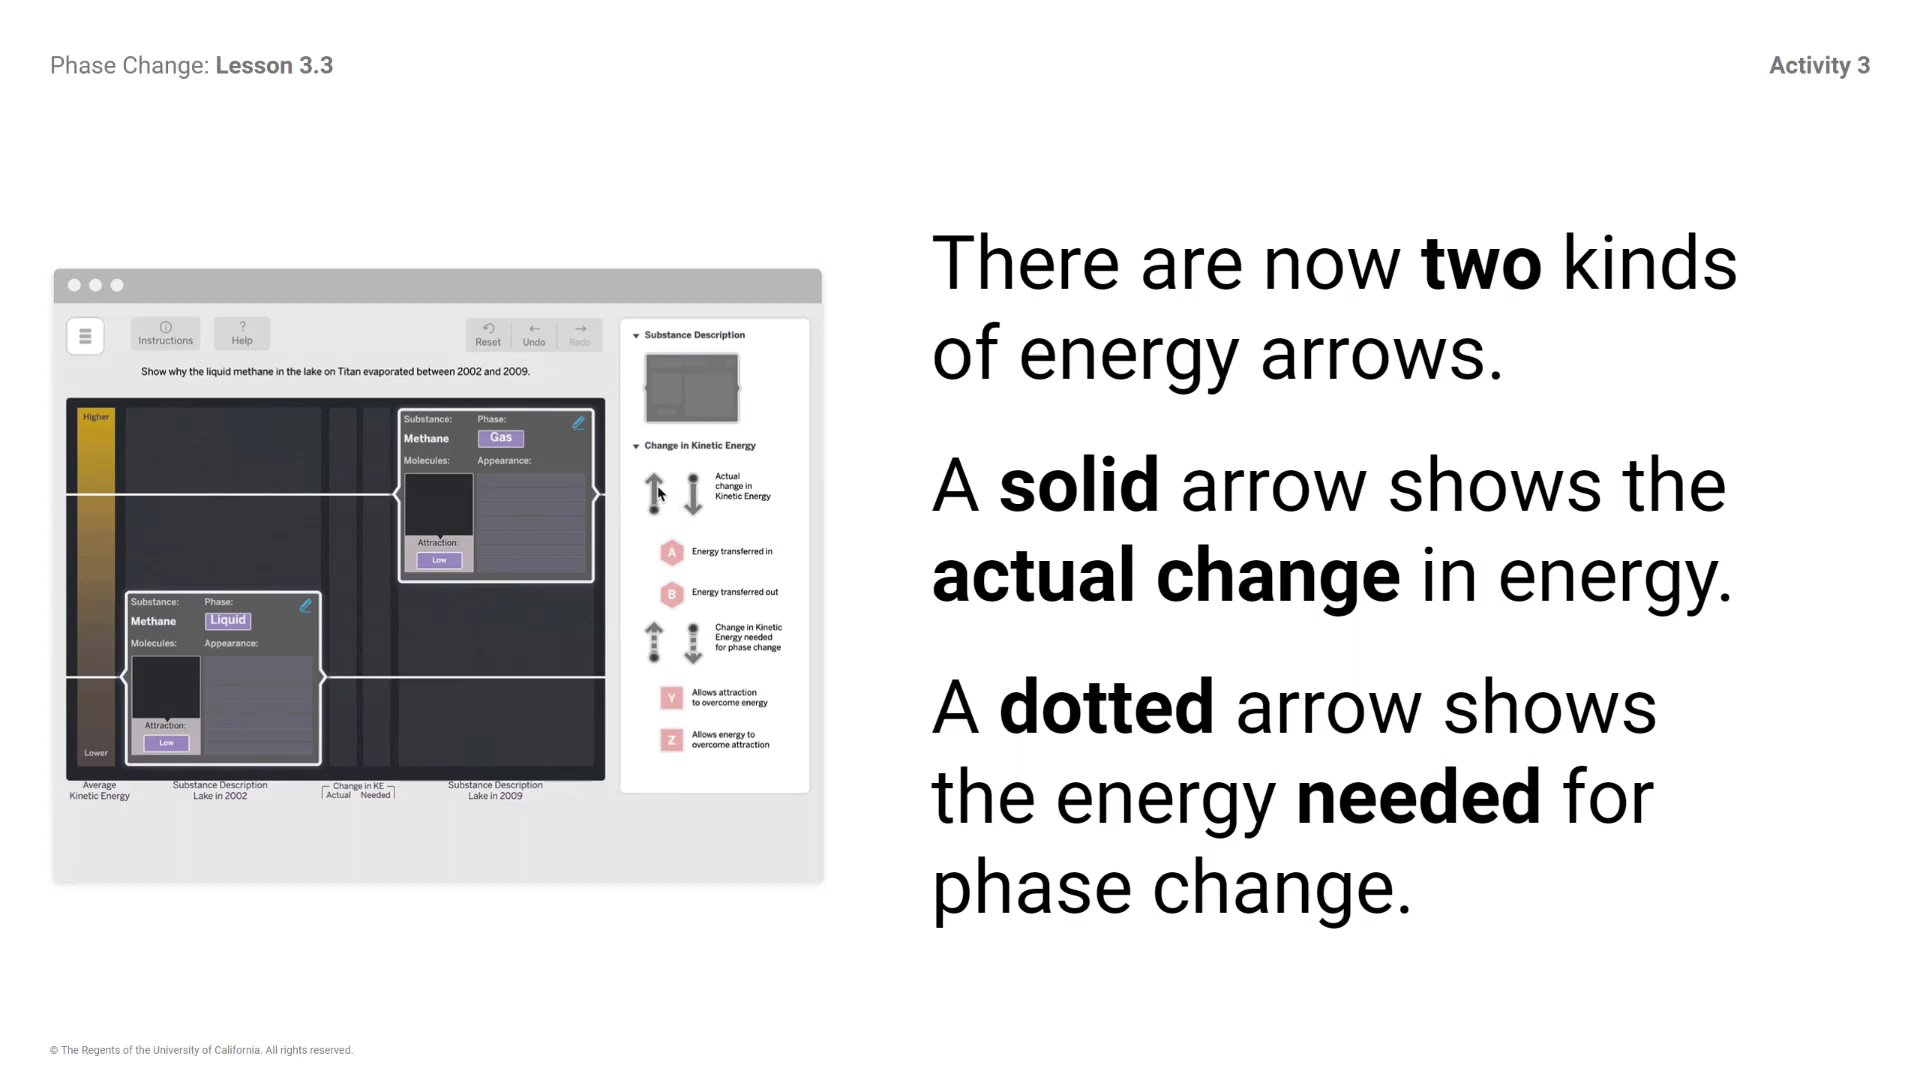 Phase Change: Lesson 3.3
Activity 3
Instructions
Help
Reset
Undo
Redo
Show why the liquid methane in the lake on Titan evaporated between 2002 and 2009.
Higher
Lower
Substance: Phase:
Methane Gas
Molecules: Appearance:
Attraction:
Low
Substance: Phase:
Methane Liquid
Molecules: Appearance:
Attraction:
Low
Average
Kinetic Energy
Substance Description
Lake in 2002
Change in KE
Actual Needed
Substance Description
Lake in 2009
Substance Description
Change in Kinetic Energy
Actual
change in
Kinetic Energy
A Energy transferred in
B Energy transferred out
Change in Kinetic
Energy needed
for phase change
Y Allows attraction
to overcome energy
Z Allows energy to
overcome attraction
There are now two kinds
of energy arrows.
A solid arrow shows the
actual change in energy.
A dotted arrow shows
the energy needed for
phase change.
© The Regents of the University of California. All rights reserved.